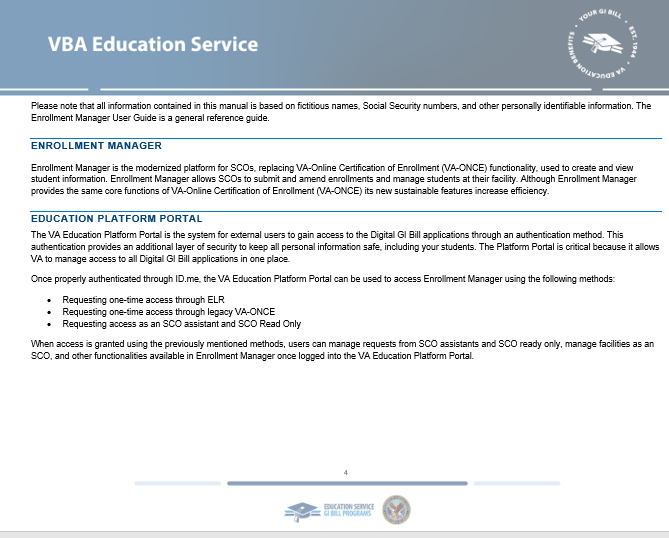 VBA Education Service
• YOUR GI BILL • EST. 1944 • VA EDUCATION BENEFITS
Please note that all information contained in this manual is based on fictitious names, Social Security numbers, and other personally identifiable information. The
Enrollment Manager User Guide is a general reference guide.
ENROLLMENT MANAGER
Enrollment Manager is the modernized platform for SCOs, replacing VA-Online Certification of Enrollment (VA-ONCE) functionality, used to create and view
student information. Enrollment Manager allows SCOs to submit and amend enrollments and manage students at their facility. Although Enrollment Manager
provides the same core functions of VA-Online Certification of Enrollment (VA-ONCE) its new sustainable features increase efficiency.
EDUCATION PLATFORM PORTAL
The VA Education Platform Portal is the system for external users to gain access to the Digital GI Bill applications through an authentication method. This
authentication provides an additional layer of security to keep all personal information safe, including your students. The Platform Portal is critical because it allows
VA to manage access to all Digital GI Bill applications in one place.
Once properly authenticated through ID.me, the VA Education Platform Portal can be used to access Enrollment Manager using the following methods:
• Requesting one-time access through ELR
• Requesting one-time access through legacy VA-ONCE
• Requesting access as an SCO assistant and SCO Read Only
When access is granted using the previously mentioned methods, users can manage requests from SCO assistants and SCO ready only, manage facilities as an
SCO, and other functionalities available in Enrollment Manager once logged into the VA Education Platform Portal.
4
EDUCATION SERVICE
GI BILL PROGRAMS